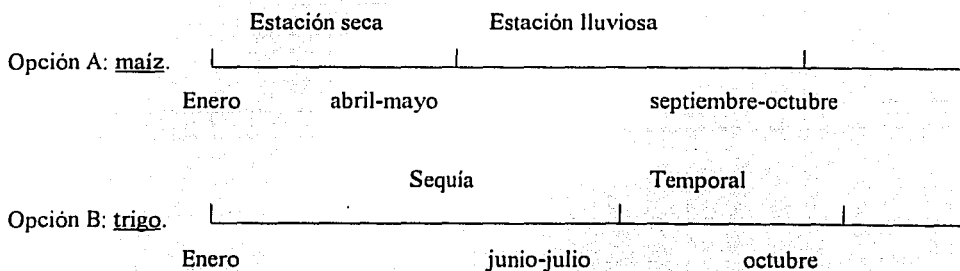 Estación seca Estación lluviosa
Opción A: maíz.
Enero abril-mayo septiembre-octubre
Sequía Temporal
Opción B: trigo.
Enero junio-julio octubre